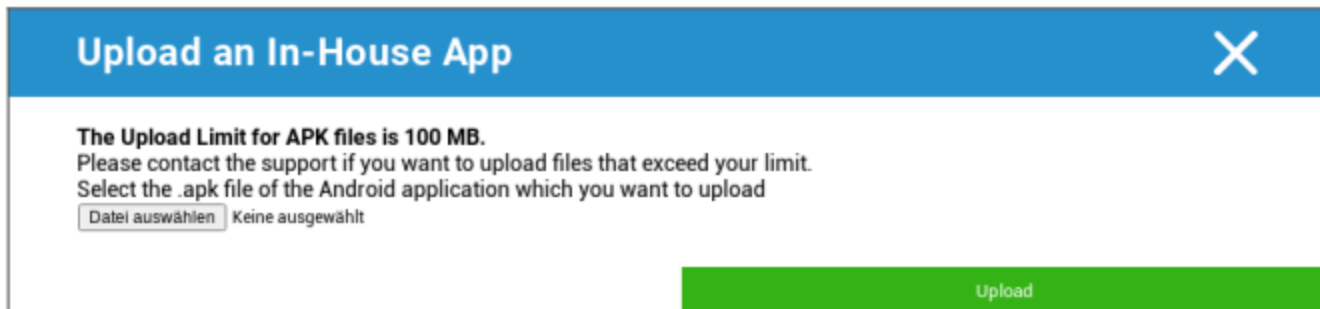 Upload an In-House App
The Upload Limit for APK files is 100 MB.
Please contact the support if you want to upload files that exceed your limit.
Select the .apk file of the Android application which you want to upload
Datei auswählen Keine ausgewählt
Upload